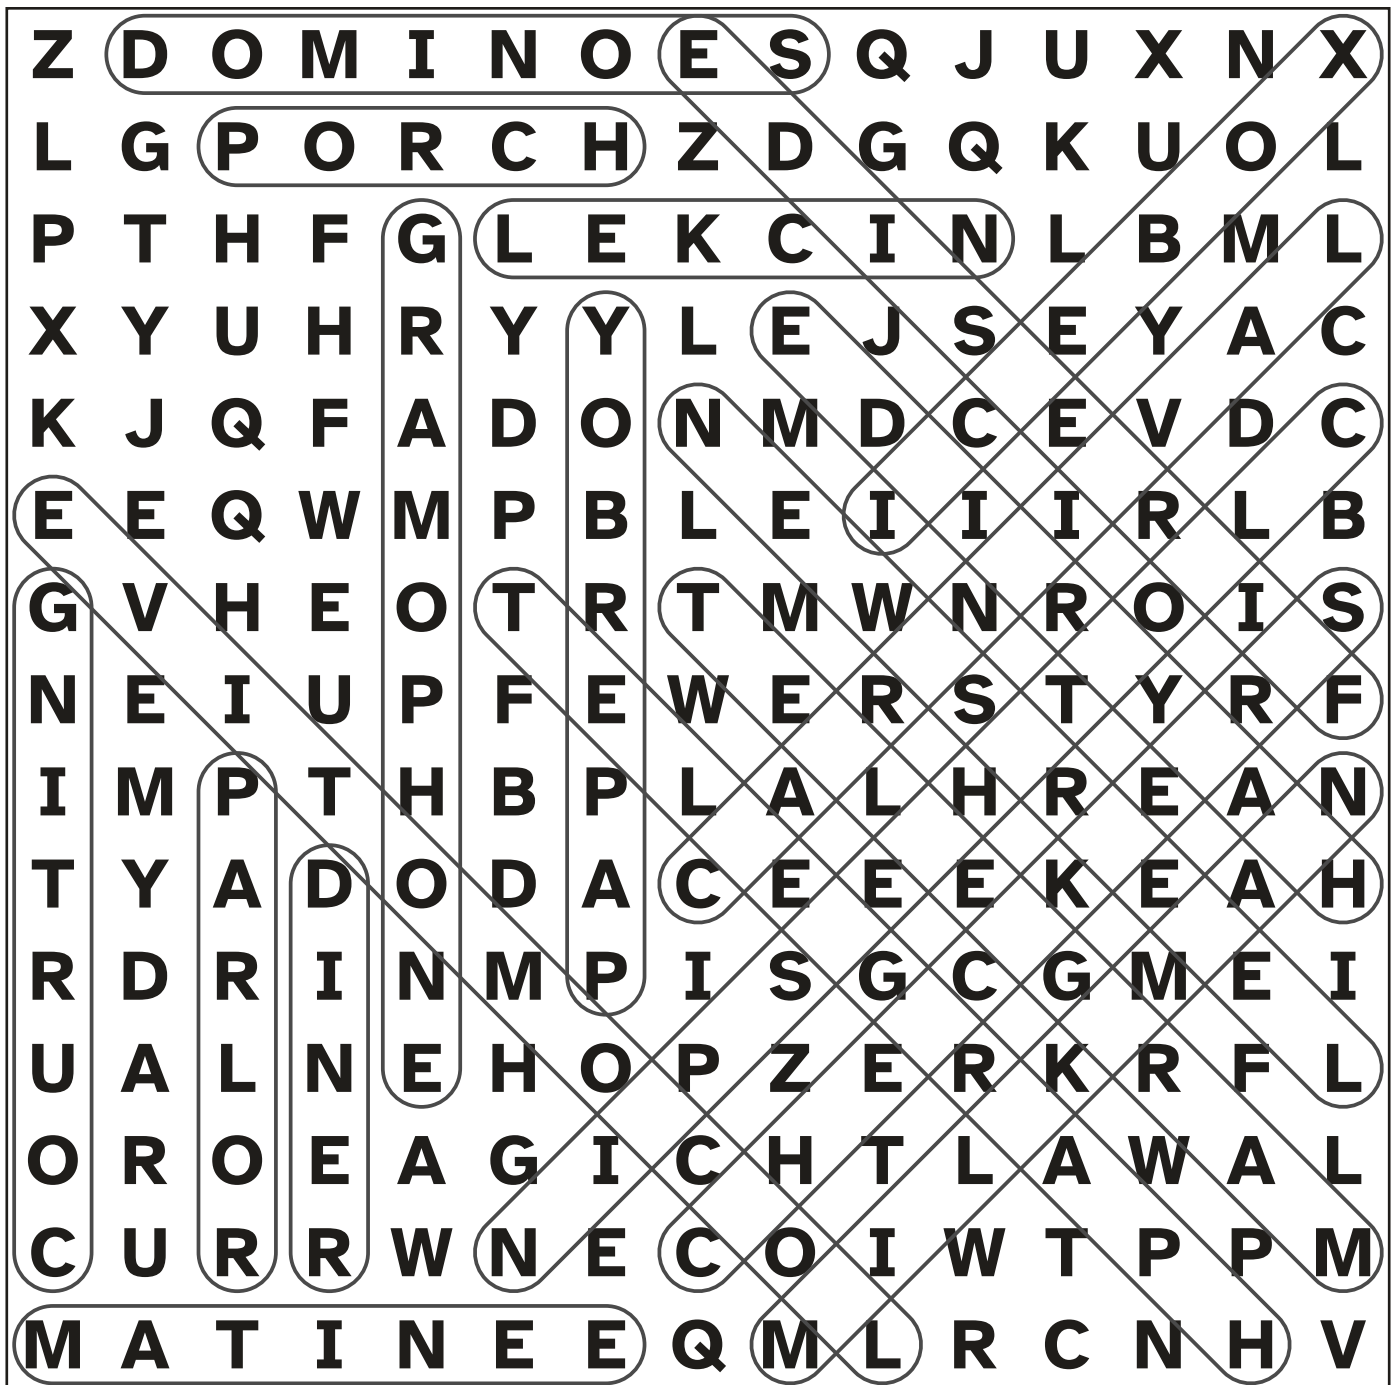 Z D O M I N O E S Q J U X N X
L G P O R C H Z D G Q K U O L
P T H F G L E K C I N L B M L
X Y U H R Y Y L E J S E Y A C
K J Q F A D O N M D C E V D C
E E Q W M P B L E I I I R L B
G V H E O T R T M W N R O I S
N E I U P F E W E R S T Y R F
I M P T H B P L A L H R E A N
T Y A D O D A C E E E K E A H
R D R I N M P I S G C G M E I
U A L N E H O P Z E R K R F L
O R O E A G I C H T L A W A L
C U R R W N E C O I W T P P M
M A T I N E E Q M L R C N H V